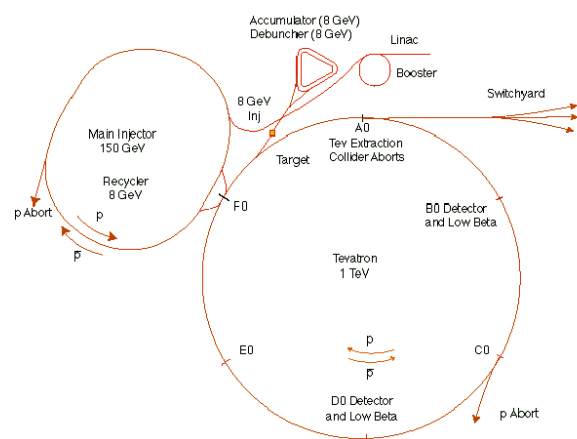 Accumulator (8 GeV)
Debuncher (8 GeV)
Linac
Booster
8 GeV
Inj
Switchyard
A0
Tev Extraction
Collider Aborts
Target
Main Injector
150 GeV
Recycler
8 GeV
p Abort
p
p̅
F0
B0 Detector
and Low Beta
Tevatron
1 TeV
p
p̅
E0
C0
D0 Detector
and Low Beta
p Abort